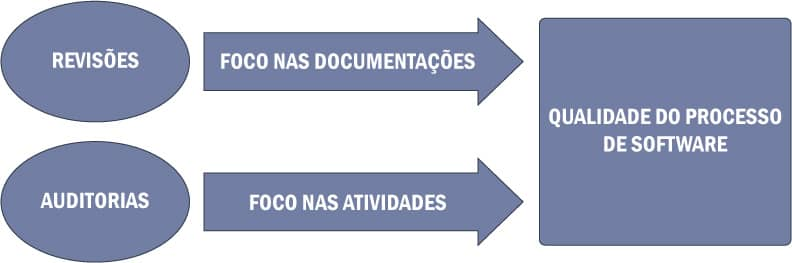 REVISÕES
FOCO NAS DOCUMENTAÇÕES
AUDITORIAS
FOCO NAS ATIVIDADES
QUALIDADE DO PROCESSO
DE SOFTWARE